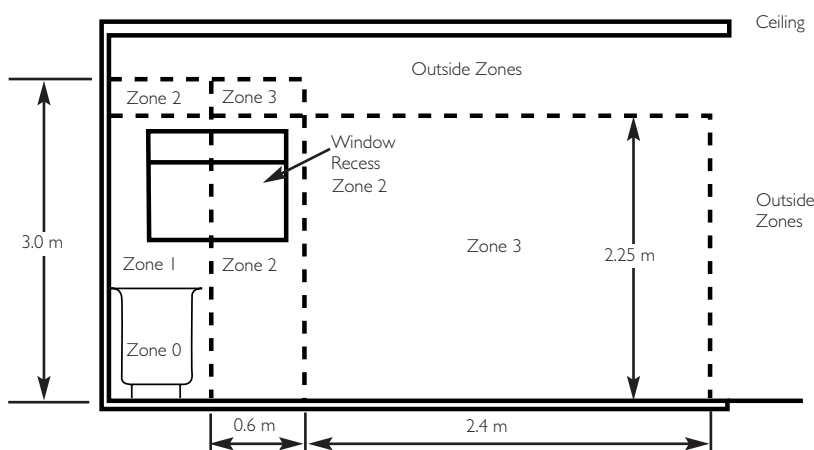 Ceiling
Outside Zones
Zone 2
Zone 3
Window
Recess
Zone 2
Outside
Zones
3.0 m
Zone 3
2.25 m
Zone 1
Zone 2
Zone 0
0.6 m
2.4 m